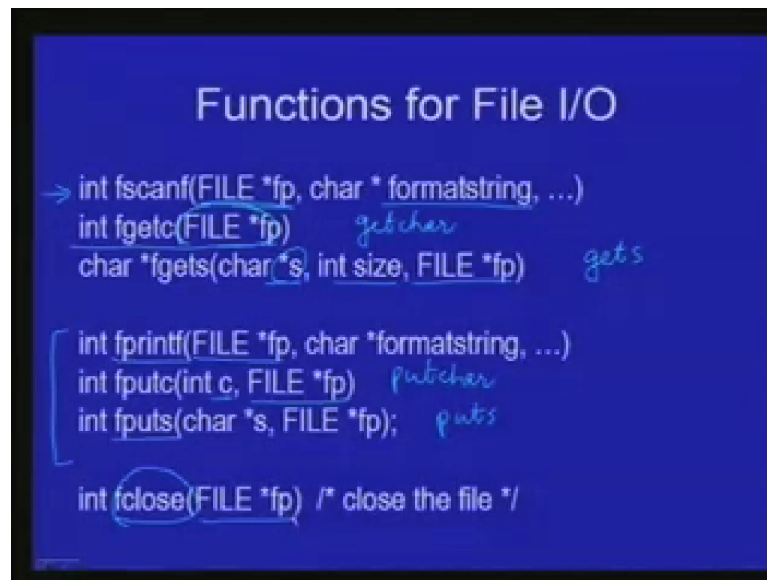 Functions for File I/O
→ int fscanf(FILE *fp, char * formatstring, ...)
int fgetc(FILE *fp) getchar
char *fgets(char *s, int size, FILE *fp) gets
int fprintf(FILE *fp, char *formatstring, ...)
int fputc(int c, FILE *fp) putchar
int fputs(char *s, FILE *fp); puts
int fclose(FILE *fp) /* close the file */